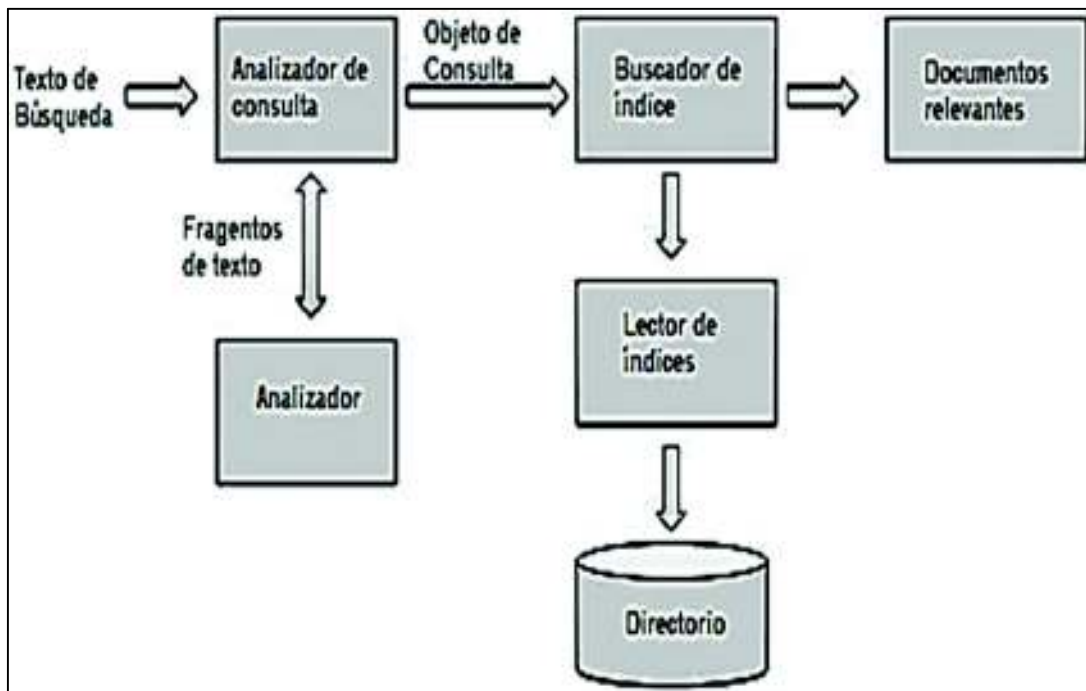 Texto de
Búsqueda
Analizador de
consulta
Objeto de
Consulta
Buscador de
índice
Documentos
relevantes
Fragentos
de texto
Analizador
Lector de
índices
Directorio